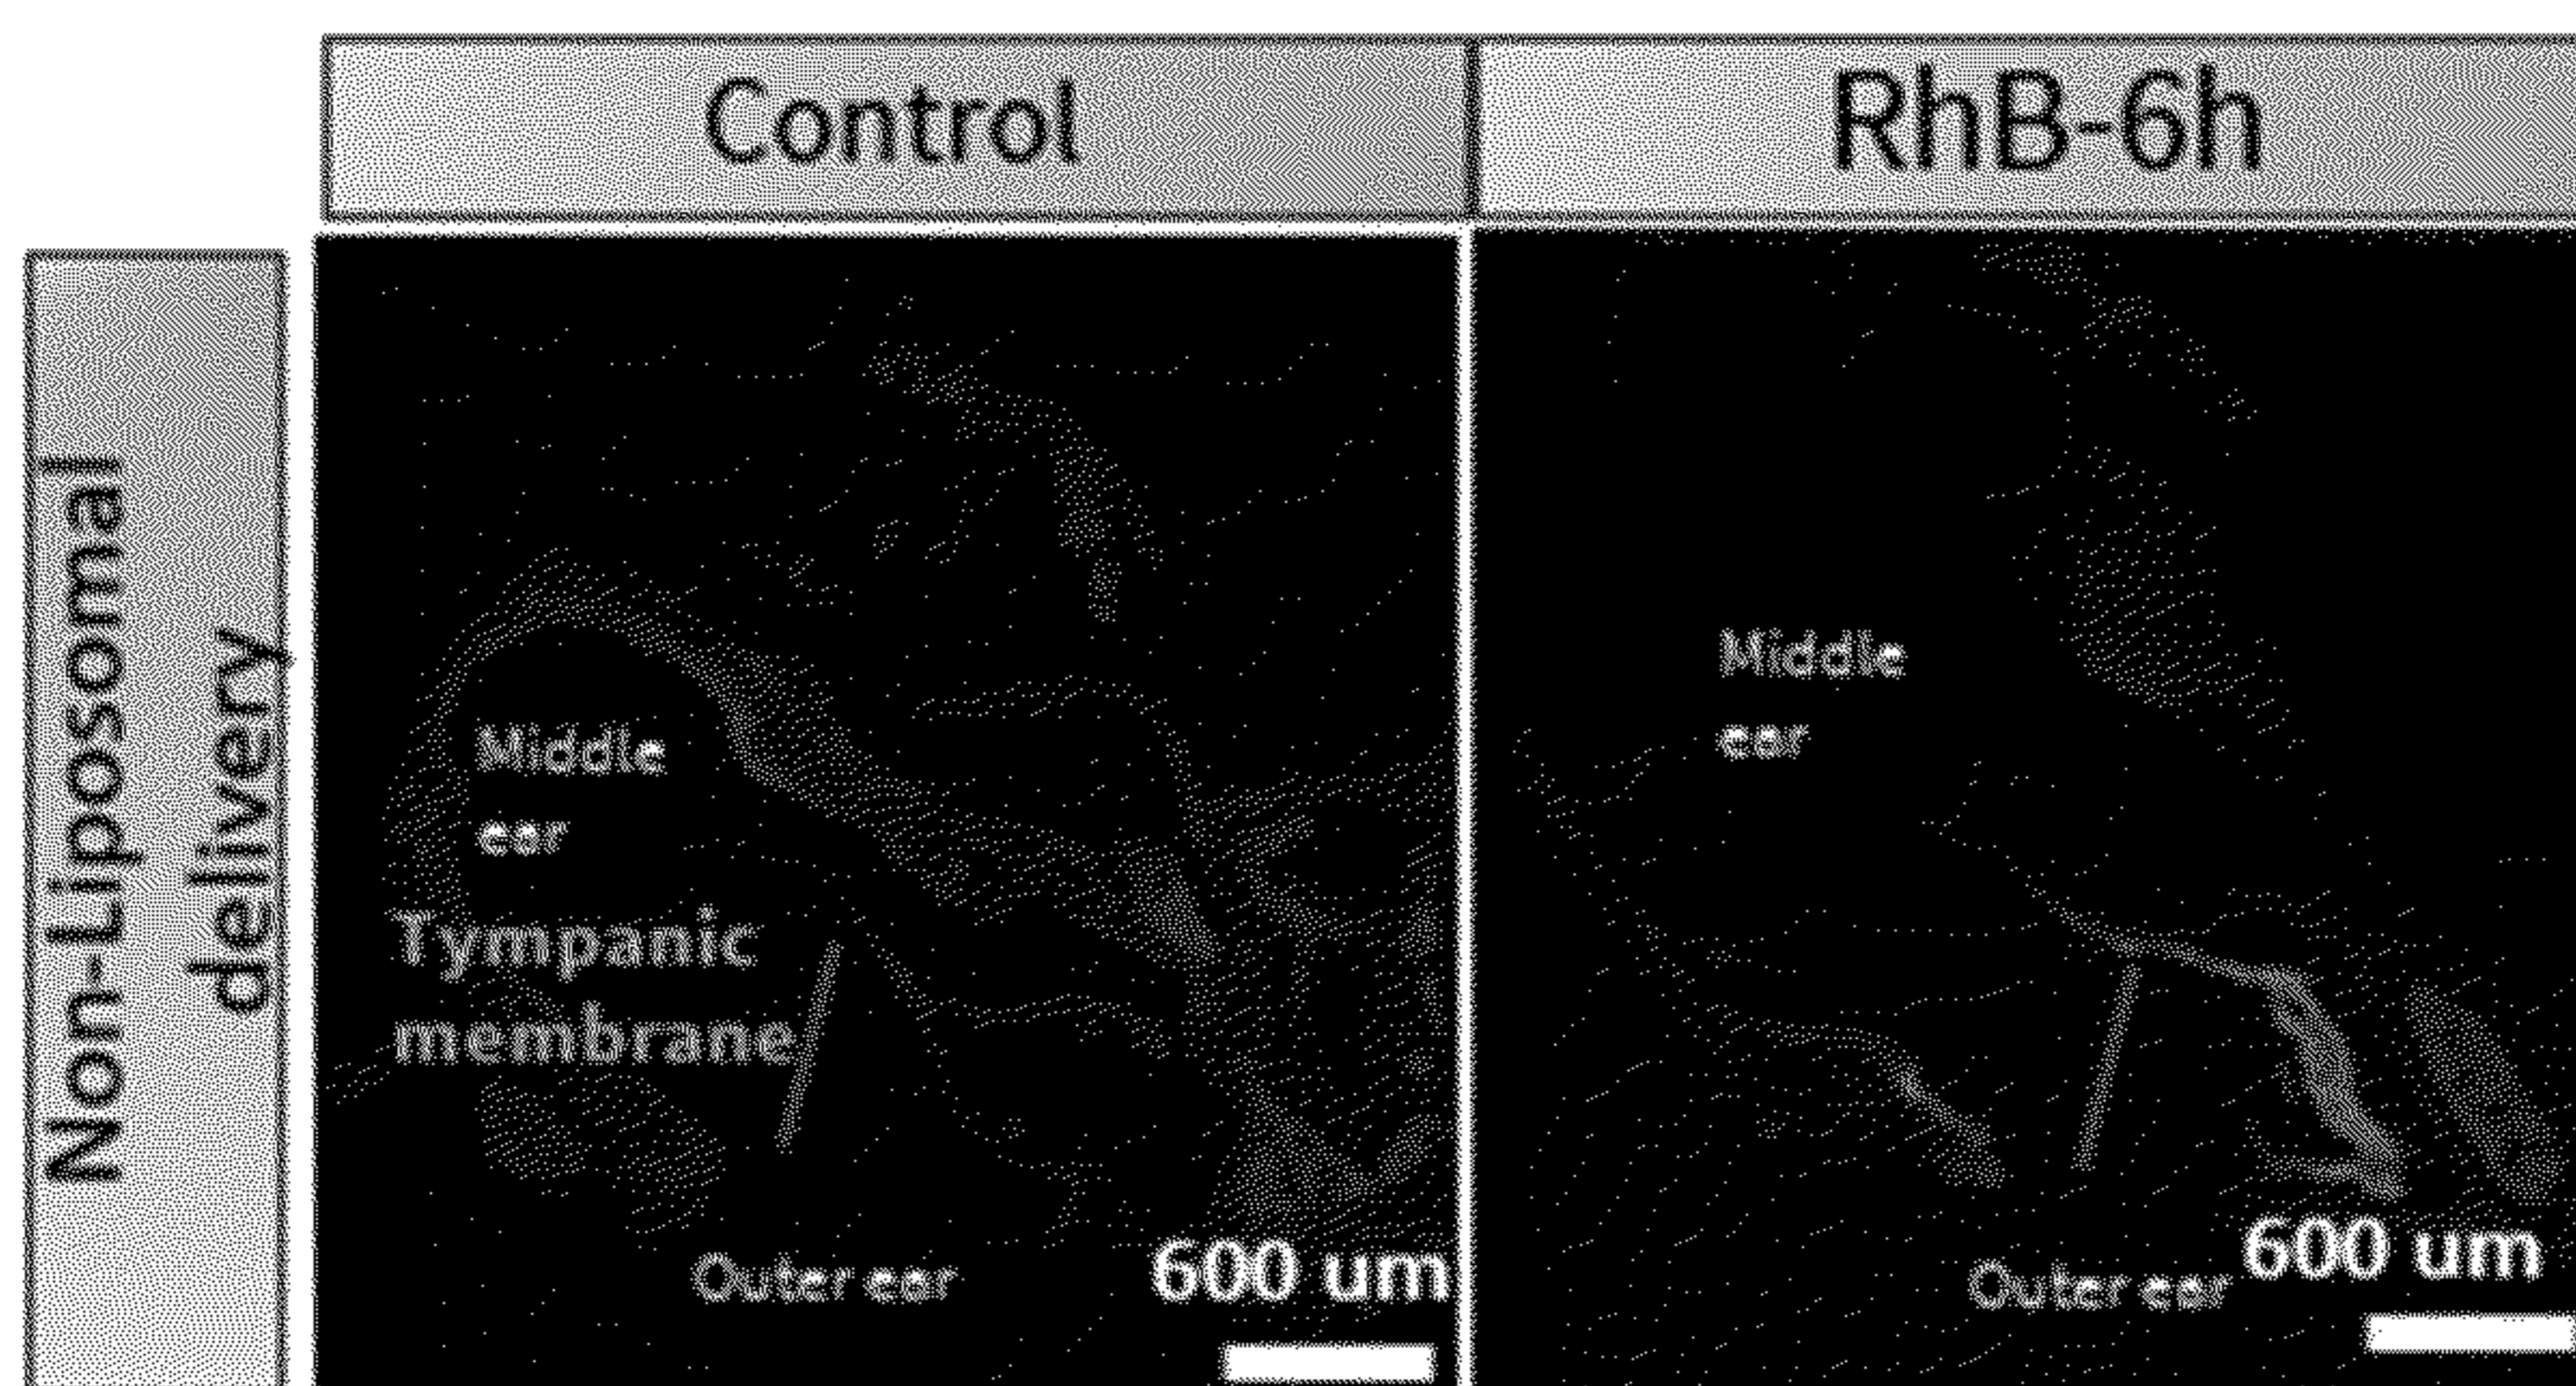 Control
RhB-6h
Non-Liposomal
delivery
Middle
ear
Tympanic
membrane
Outer ear
600 um
Middle
ear
Outer ear
600 um